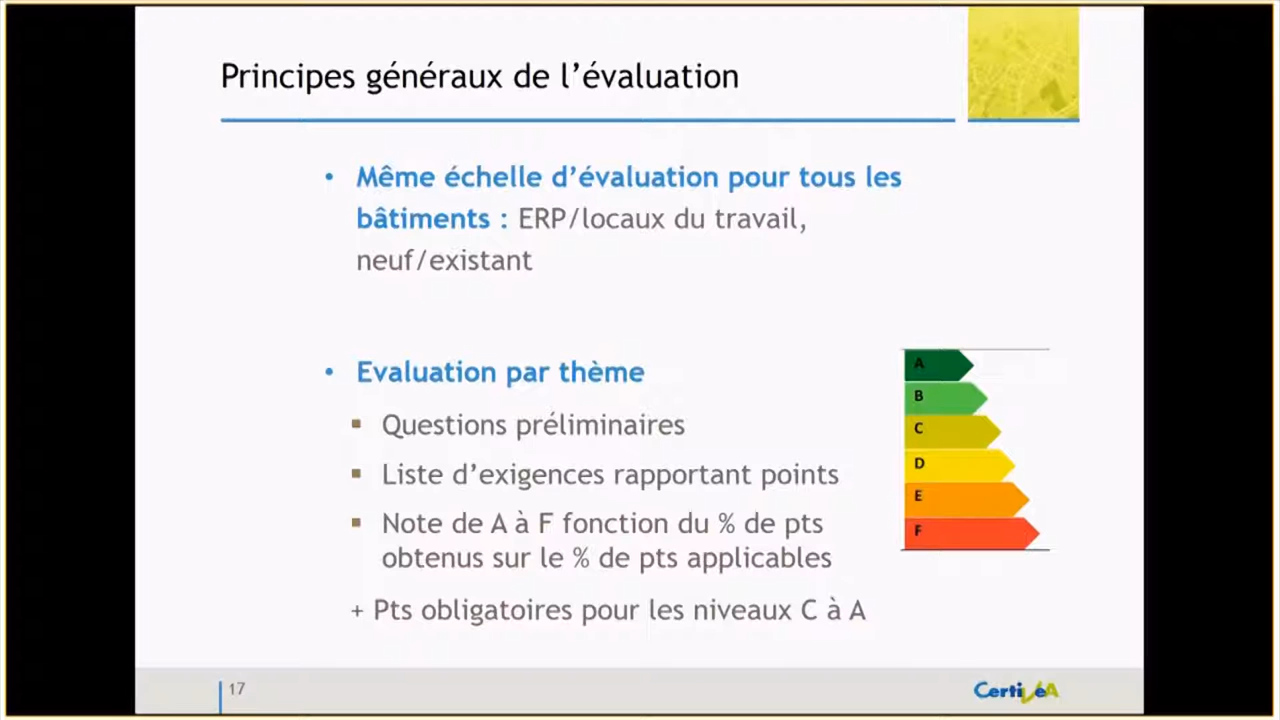 Principes généraux de l’évaluation
• Même échelle d’évaluation pour tous les
bâtiments : ERP/locaux du travail,
neuf/existant
• Evaluation par thème
▪ Questions préliminaires
▪ Liste d’exigences rapportant points
▪ Note de A à F fonction du % de pts
obtenus sur le % de pts applicables
+ Pts obligatoires pour les niveaux C à A
A
B
C
D
E
F
17
CertiVeA